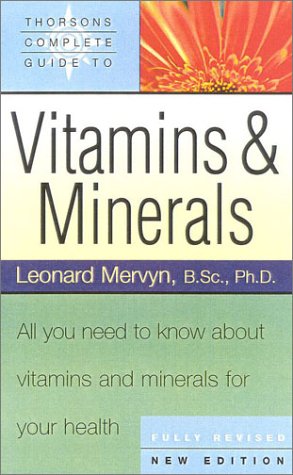 THORSONS
COMPLETE
GUIDE TO
Vitamins &
Minerals
Leonard Mervyn, B.Sc., Ph.D.
All you need to know about
vitamins and minerals for
your health
FULLY REVISED
NEW EDITION